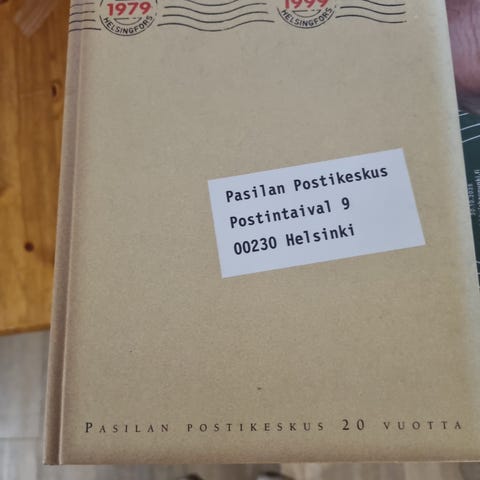 1979
HELSINGFORS
1999
HELSINGFORS
Pasilan Postikeskus
Postintaival 9
00230 Helsinki
PASILAN POSTIKESKUS 20 VUOTTA